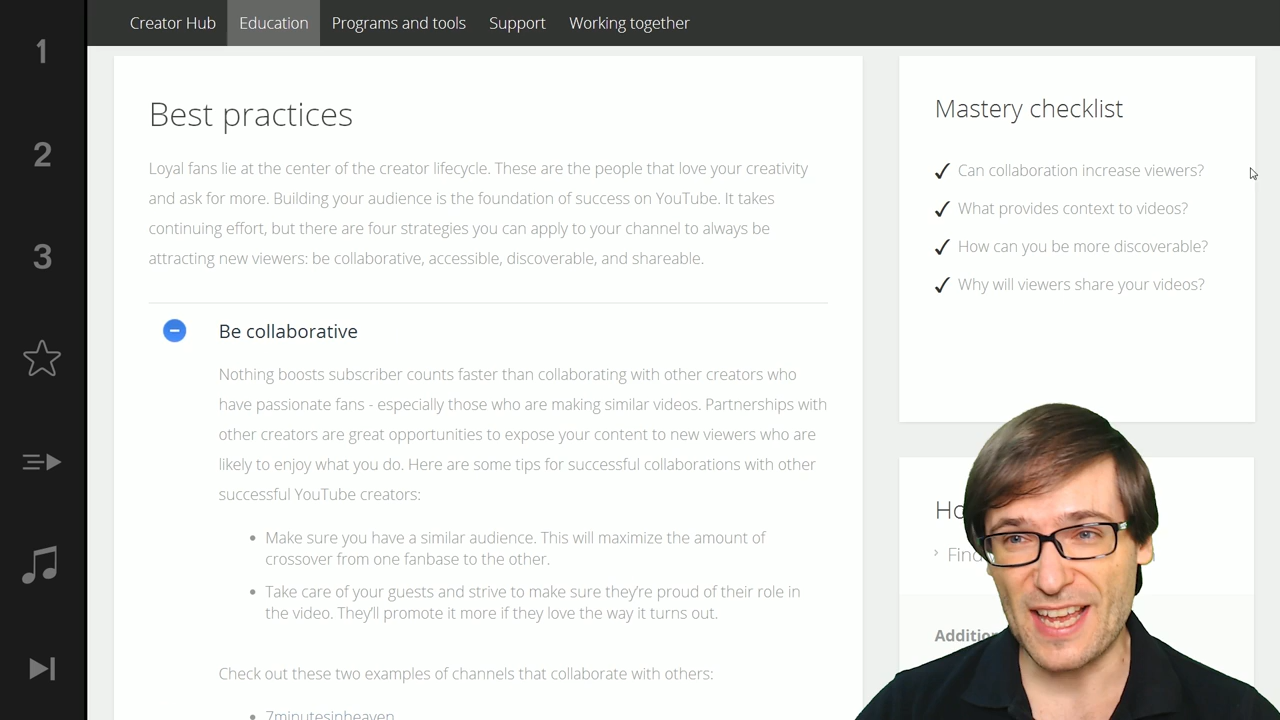 Creator Hub Education Programs and tools Support Working together
1
2
3
Best practices
Loyal fans lie at the center of the creator lifecycle. These are the people that love your creativity
and ask for more. Building your audience is the foundation of success on YouTube. It takes
continuing effort, but there are four strategies you can apply to your channel to always be
attracting new viewers: be collaborative, accessible, discoverable, and shareable.
Be collaborative
Nothing boosts subscriber counts faster than collaborating with other creators who
have passionate fans - especially those who are making similar videos. Partnerships with
other creators are great opportunities to expose your content to new viewers who are
likely to enjoy what you do. Here are some tips for successful collaborations with other
successful YouTube creators:
• Make sure you have a similar audience. This will maximize the amount of
crossover from one fanbase to the other.
• Take care of your guests and strive to make sure they're proud of their role in
the video. They'll promote it more if they love the way it turns out.
Check out these two examples of channels that collaborate with others:
• 7minutesinheaven
Mastery checklist
✓ Can collaboration increase viewers?
✓ What provides context to videos?
✓ How can you be more discoverable?
✓ Why will viewers share your videos?